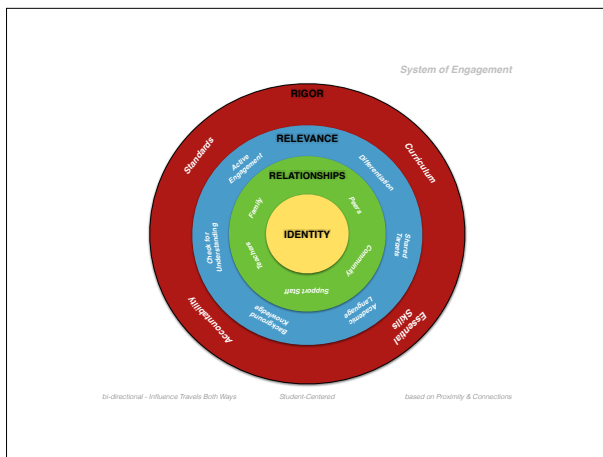 System of Engagement
RIGOR
Standards
Curriculum
Accountability
Essential
Skills
RELEVANCE
Active
Engagement
Differentiation
Check for
Understanding
Shared
Targets
Background
Knowledge
Academic
Language
RELATIONSHIPS
Family
Peers
Teachers
Community
Support Staff
IDENTITY
bi-directional - Influence Travels Both Ways
Student-Centered
based on Proximity & Connections